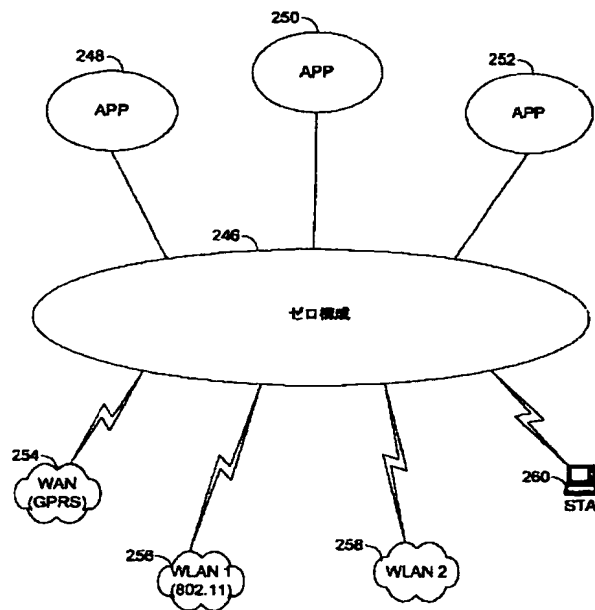 250
248
APP
252
APP
APP
246
ゼロ構成
254
WAN
(GPRS)
256
WLAN 1
(802.11)
258
WLAN 2
260
STA